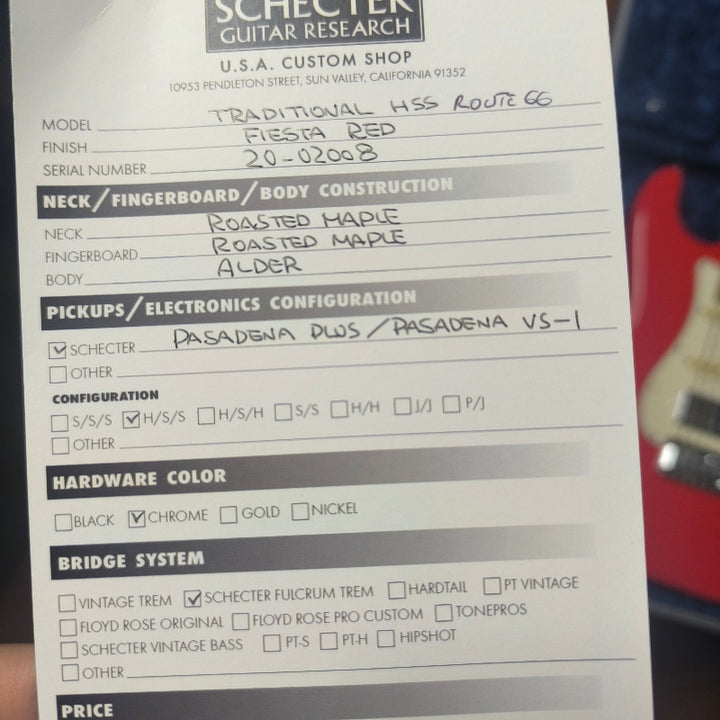 SCHECTER
GUITAR RESEARCH
U.S.A. CUSTOM SHOP
10953 PENDLETON STREET, SUN VALLEY, CALIFORNIA 91352
MODEL TRADITIONAL HSS ROUTE 66
FINISH FIESTA RED
SERIAL NUMBER 20-02008
NECK/FINGERBOARD/BODY CONSTRUCTION
NECK ROASTED MAPLE
FINGERBOARD ROASTED MAPLE
BODY ALDER
PICKUPS/ELECTRONICS CONFIGURATION
SCHECTER PASADENA PLUS/PASADENA VS-1
OTHER
CONFIGURATION
S/S/S H/S/S H/S/H S/S H/H J/J P/J
OTHER
HARDWARE COLOR
BLACK CHROME GOLD NICKEL
BRIDGE SYSTEM
VINTAGE TREM SCHECTER FULCRUM TREM HARDTAIL PT VINTAGE
FLOYD ROSE ORIGINAL FLOYD ROSE PRO CUSTOM TONEPROS
SCHECTER VINTAGE BASS PT-S PT-H HIPSHOT
OTHER
PRICE